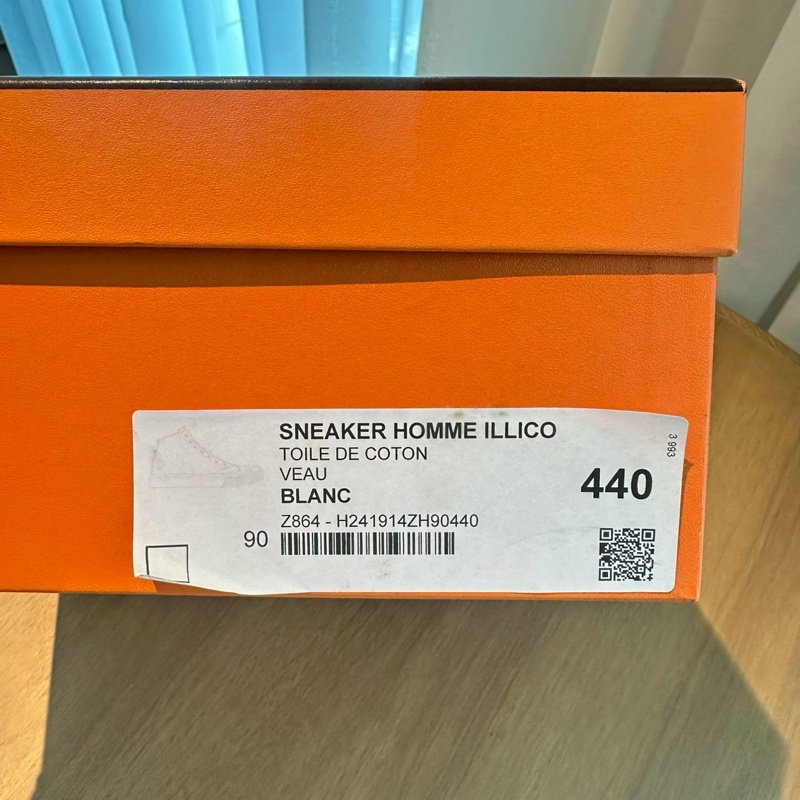 SNEAKER HOMME ILLICO
TOILE DE COTON
VEAU
BLANC
Z864 - H241914ZH90440
90
440
3 993